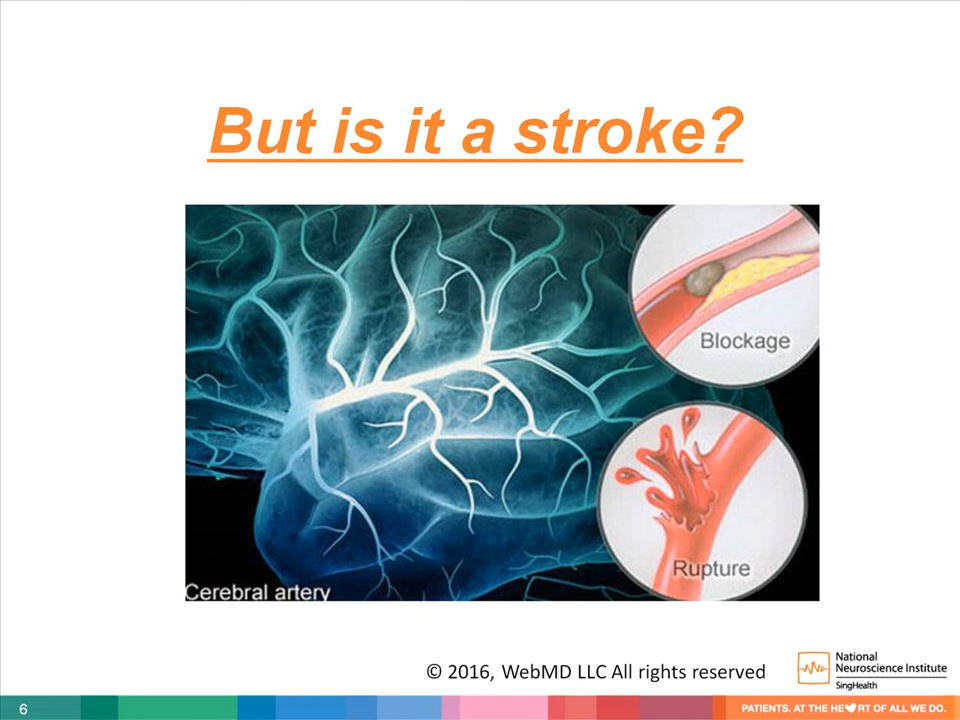 But is it a stroke?
Blockage
Rupture
Cerebral artery
© 2016, WebMD LLC All rights reserved
National
Neuroscience Institute
SingHealth
6
PATIENTS. AT THE HE♥RT OF ALL WE DO.